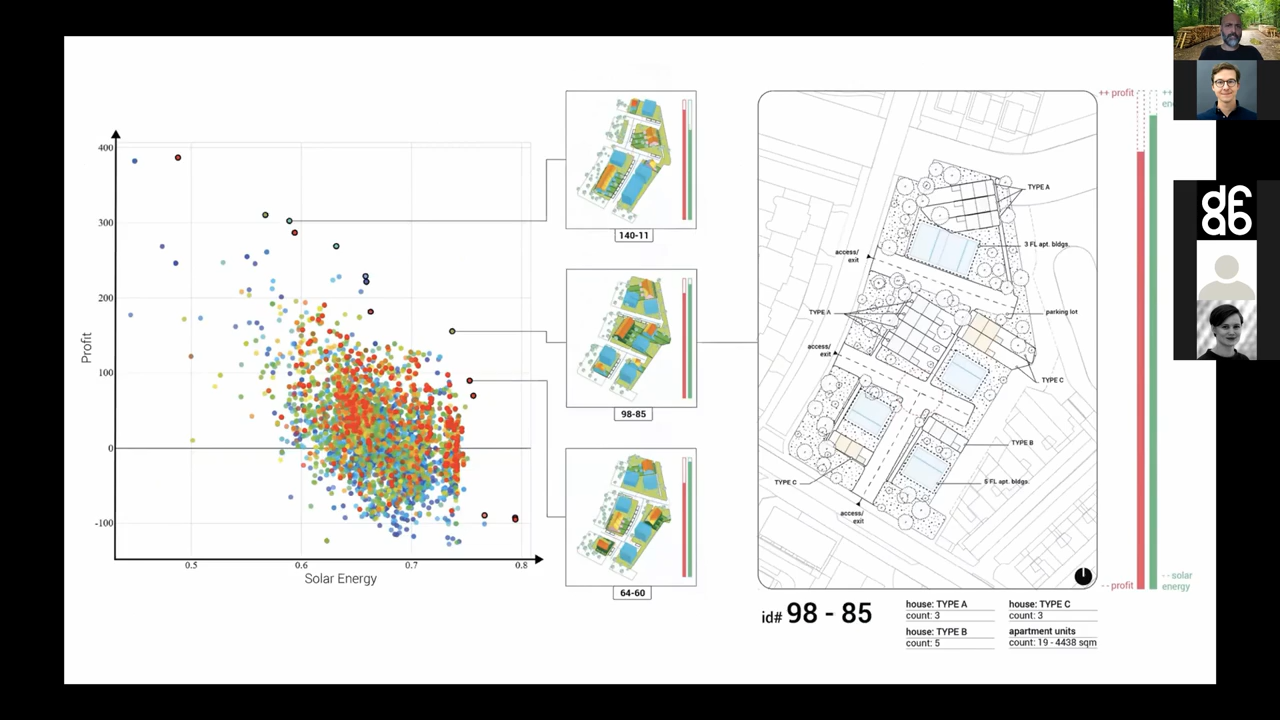 400
300
200
100
0
-100
0.5
0.6
0.7
0.8
Profit
Solar Energy
140-11
98-85
64-60
TYPE A
3 FL apt. bldgs.
access/
exit
TYPE A
parking lot
access/
exit
TYPE C
TYPE B
TYPE C
6 FL apt. bldgs.
access/
exit
++ profit
++
-- profit
-- solar
energy
id# 98 - 85
house: TYPE A
count: 3
house: TYPE B
count: 5
house: TYPE C
count: 3
apartment units
count: 19 - 4438 sqm
df
ab